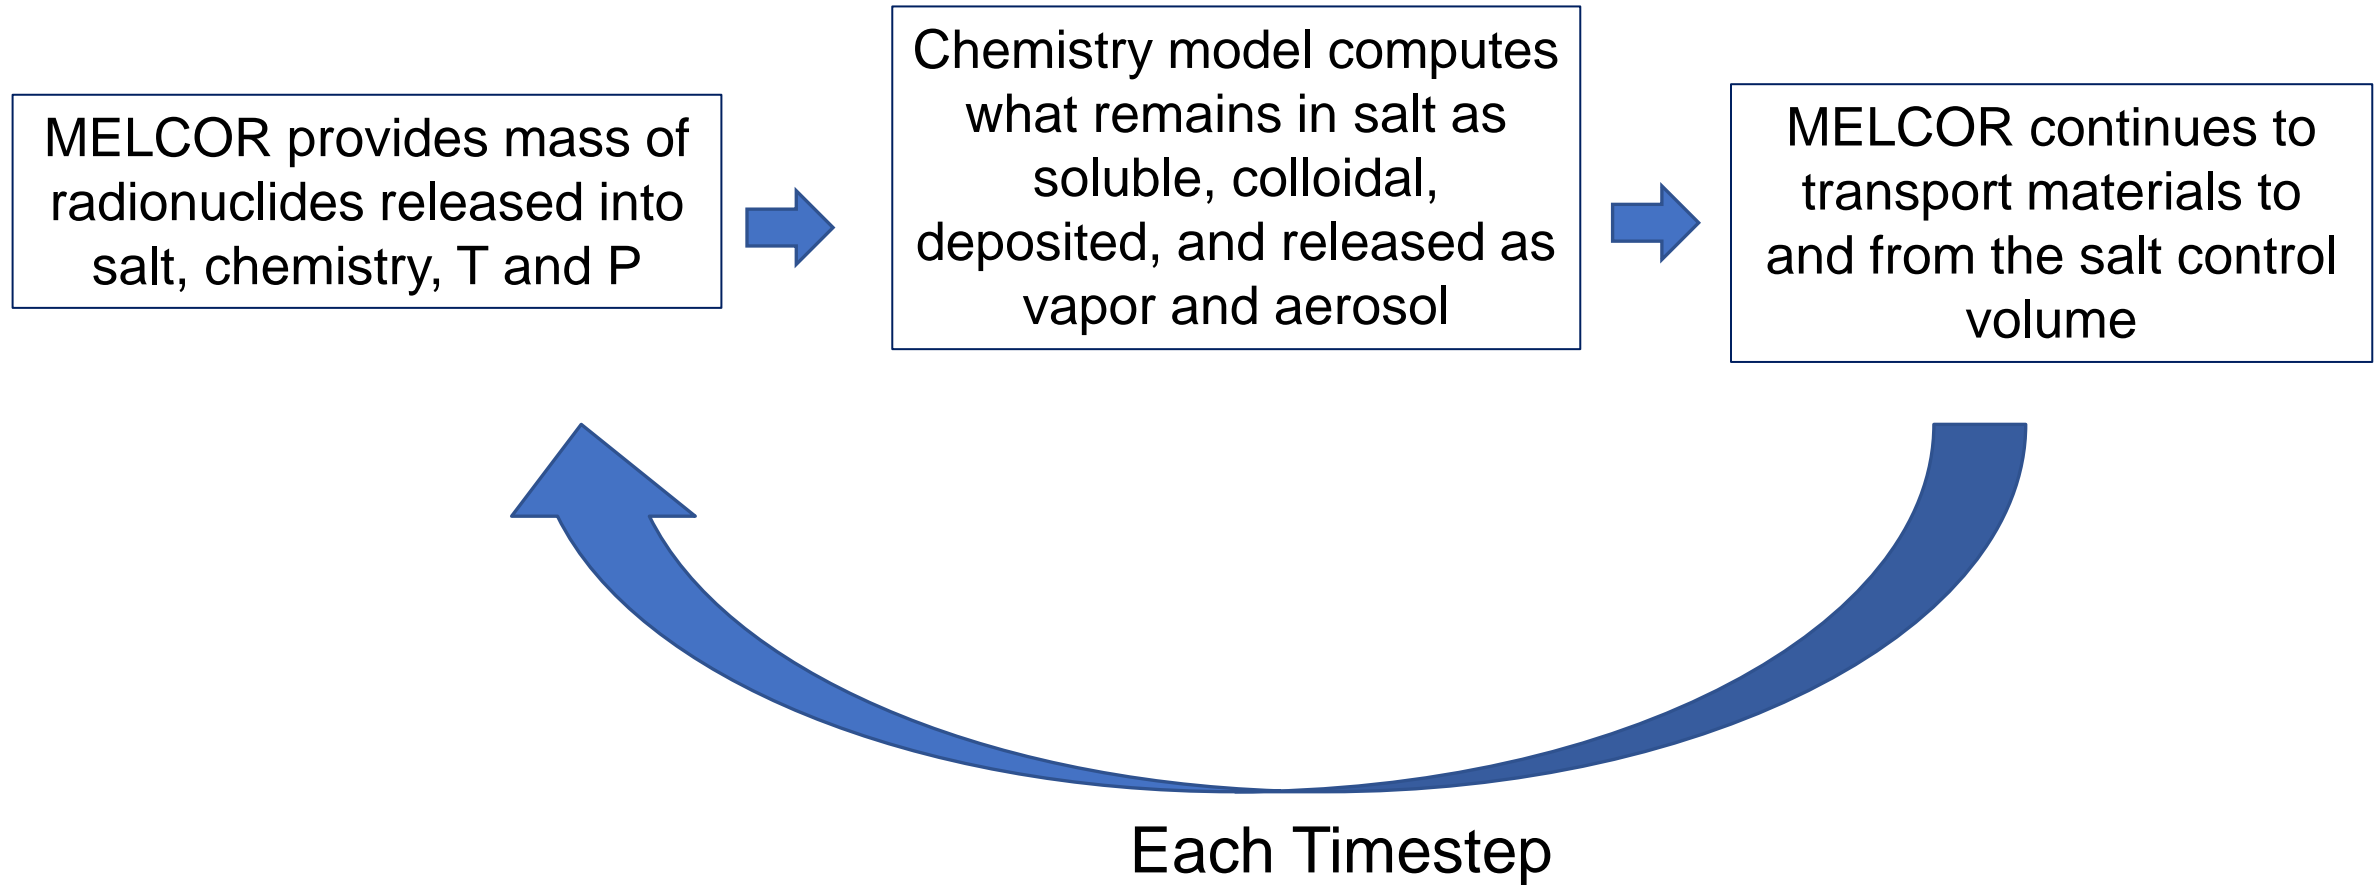 MELCOR provides mass of
radionuclides released into
salt, chemistry, T and P
Chemistry model computes
what remains in salt as
soluble, colloidal,
deposited, and released as
vapor and aerosol
MELCOR continues to
transport materials to
and from the salt control
volume
Each Timestep